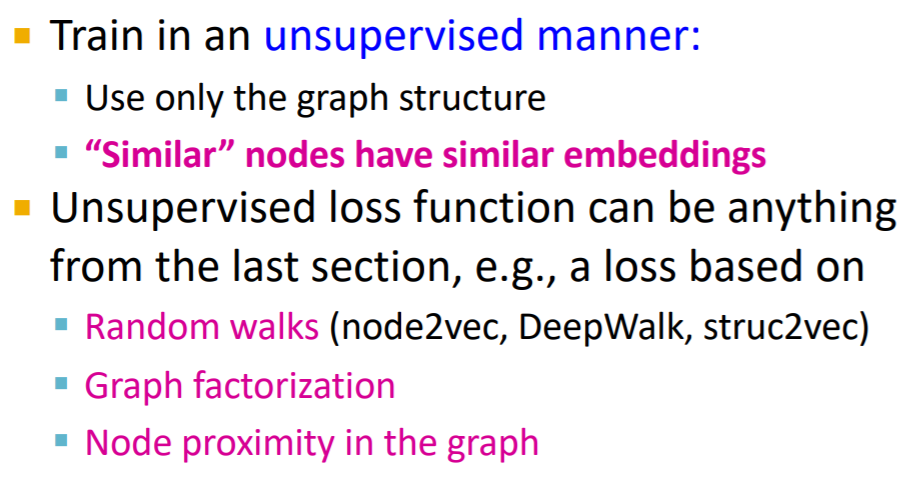 Train in an unsupervised manner:
Use only the graph structure
“Similar” nodes have similar embeddings
Unsupervised loss function can be anything
from the last section, e.g., a loss based on
Random walks (node2vec, DeepWalk, struc2vec)
Graph factorization
Node proximity in the graph